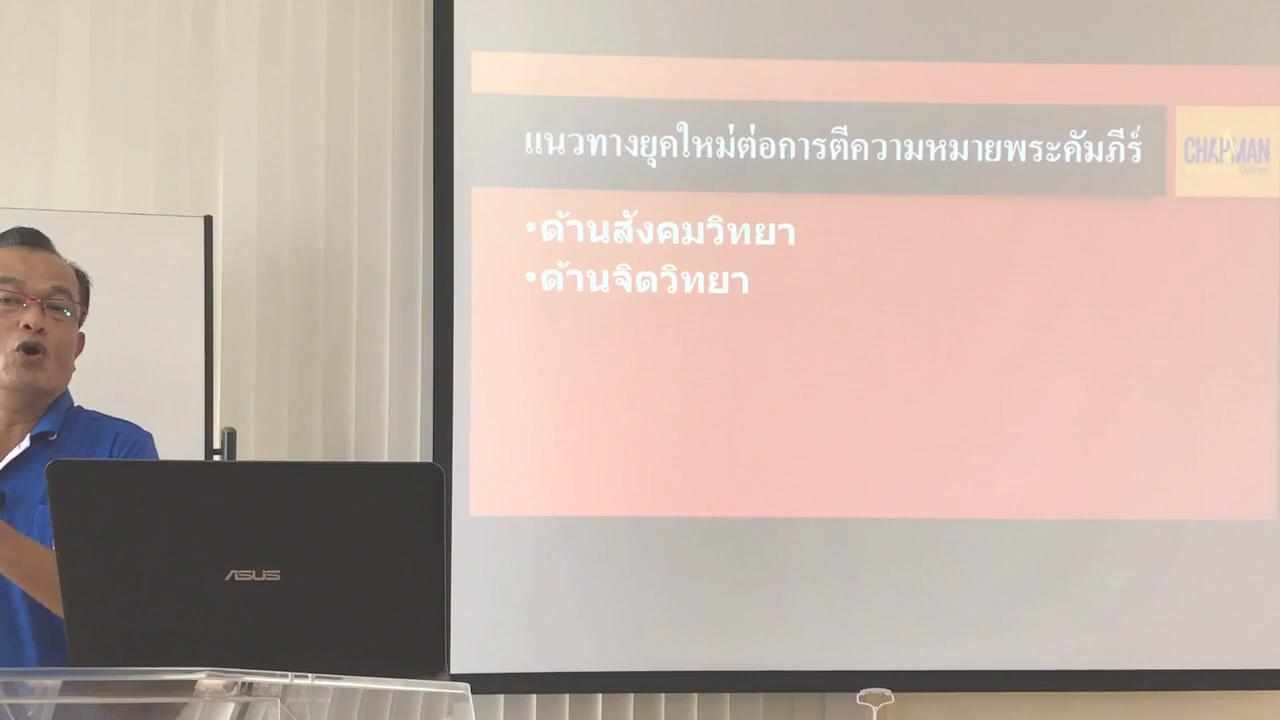 แนวทางยุคใหม่ต่อการตีความหมายพระคัมภีร์
CHAPMAN
•ด้านสังคมวิทยา
•ด้านจิตวิทยา
ASUS